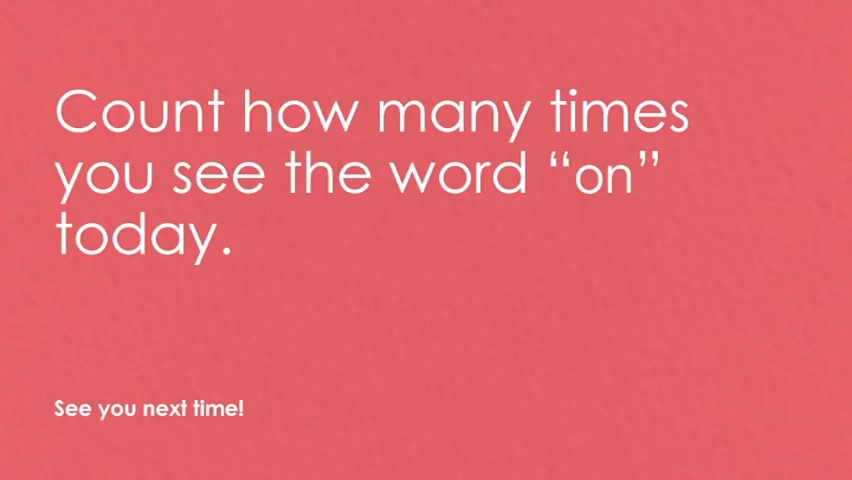 Count how many times
you see the word “on”
today.
See you next time!